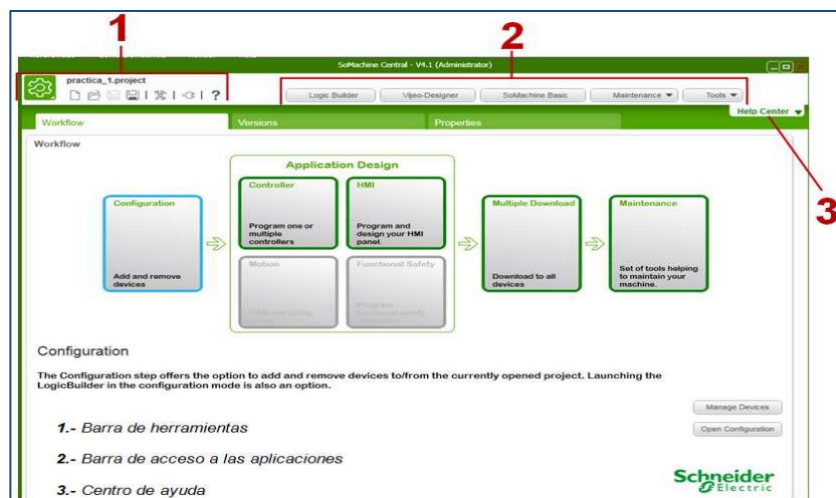 1
2
SoMachine Central - V4.1 (Administrator)
practica_1.project
?
Logic Builder
Vijeo-Designer
SoMachine Basic
Maintenance
Tools
Help Center
3
Workflow
Versions
Properties
Workflow
Application Design
Configuration
Add and remove
devices
Controller
Program one or
multiple
controllers
HMI
Program and
design your HMI
panel.
Motion
Functional Safety
Multiple Download
Download to all
devices
Maintenance
Set of tools helping
to maintain your
machine.
Configuration
The Configuration step offers the option to add and remove devices to/from the currently opened project. Launching the
LogicBuilder in the configuration mode is also an option.
Manage Devices
Open Configuration
1.- Barra de herramientas
2.- Barra de acceso a las aplicaciones
3.- Centro de ayuda
Schneider
Electric